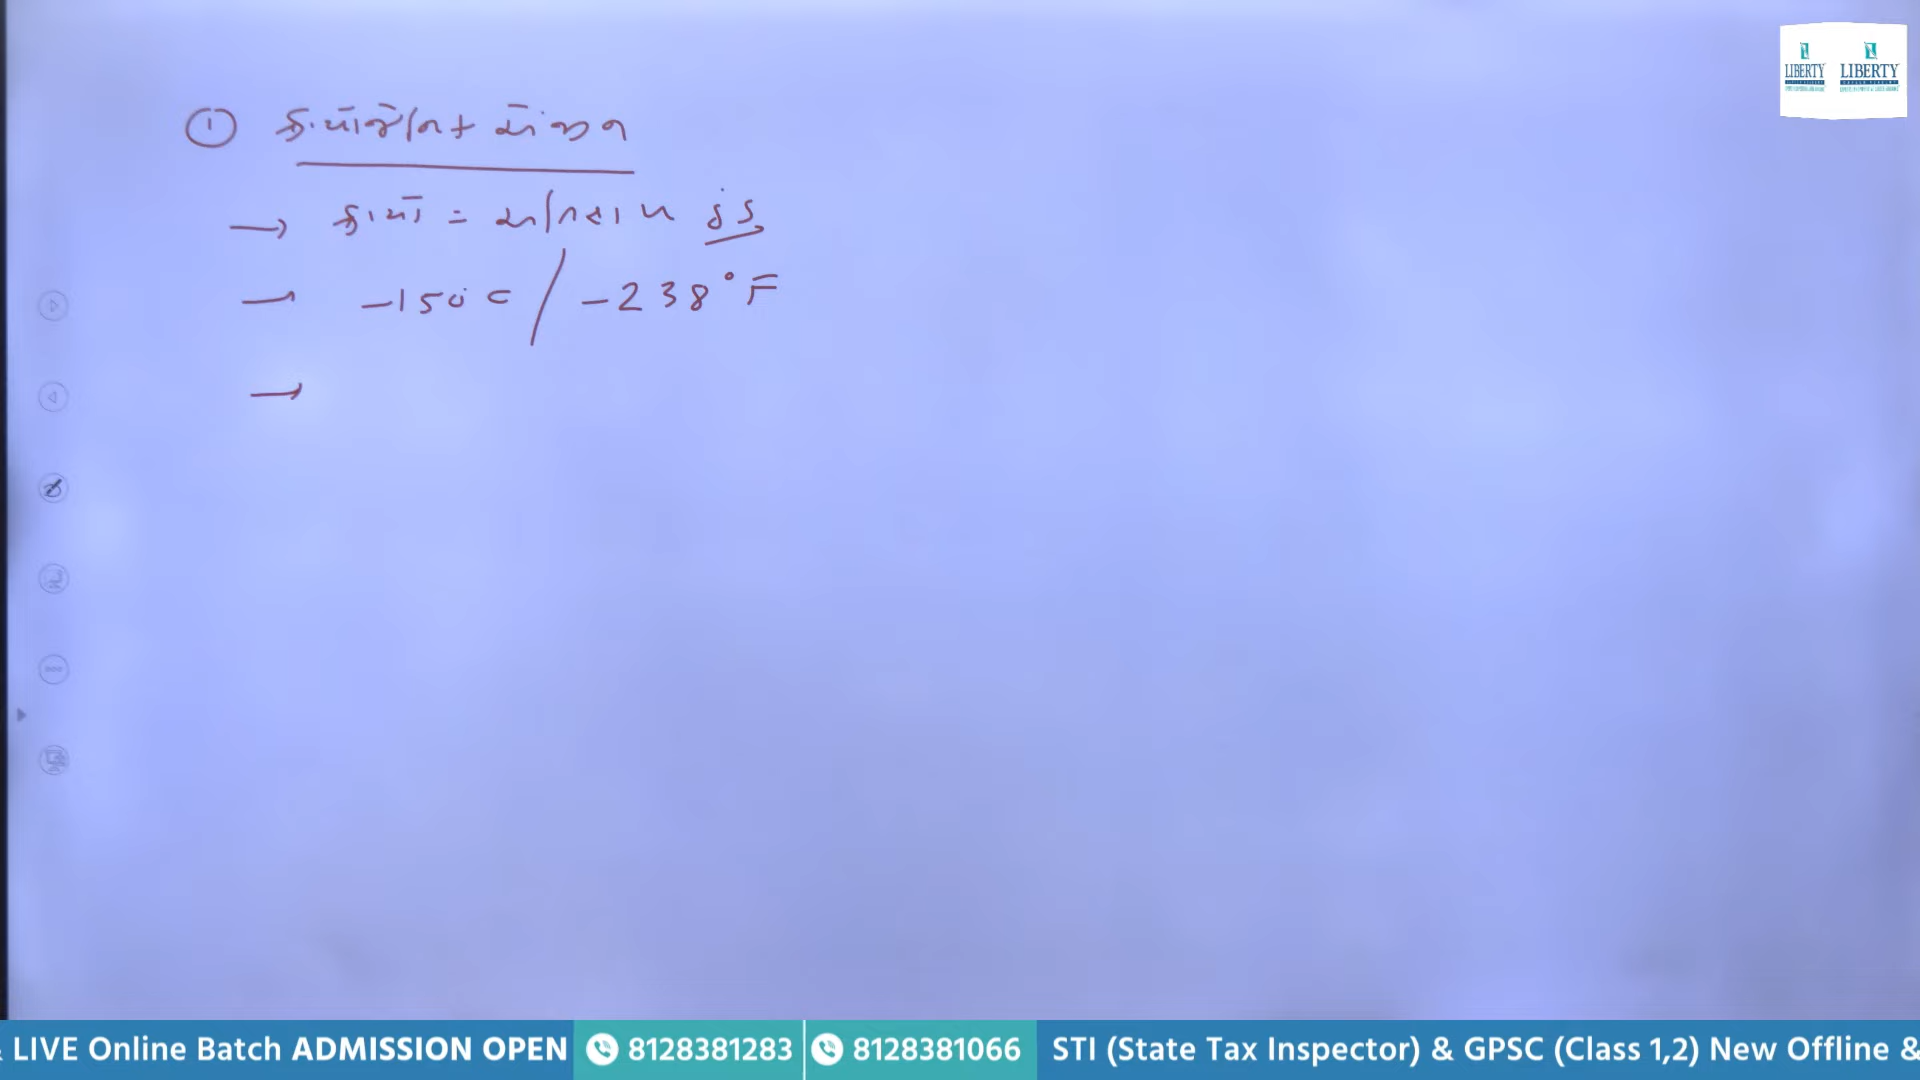 ① ક્રાયોજેનિક એન્જિન
→ ક્રાયો = અતિશય ઠંડુ
→ -150c / -238°F
→
LIBERTY LIBERTY
LIVE Online Batch ADMISSION OPEN 8128381283 8128381066 STI (State Tax Inspector) & GPSC (Class 1,2) New Offline &